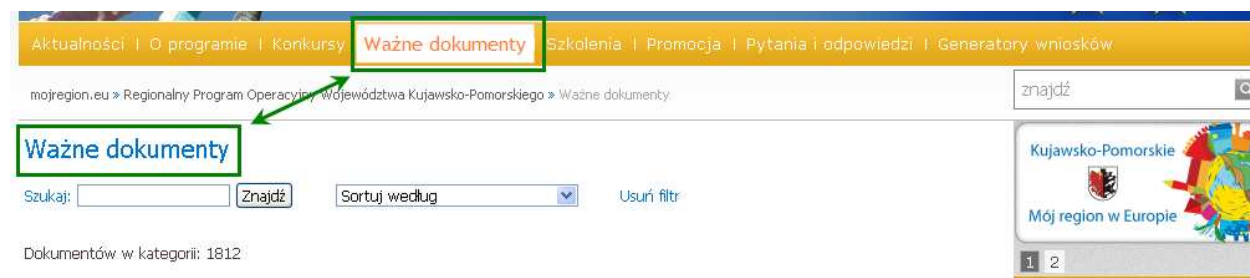 Aktualności | O programie | Konkursy Ważne dokumenty Szkolenia | Promocja | Pytania i odpowiedzi | Generatory wniosków
mojregion.eu » Regionalny Program Operacyjny Województwa Kujawsko-Pomorskiego » Ważne dokumenty
znajdź
Ważne dokumenty
Szukaj: Znajdź Sortuj według Usuń filtr
Dokumentów w kategorii: 1812
Kujawsko-Pomorskie
Mój region w Europie
1 2